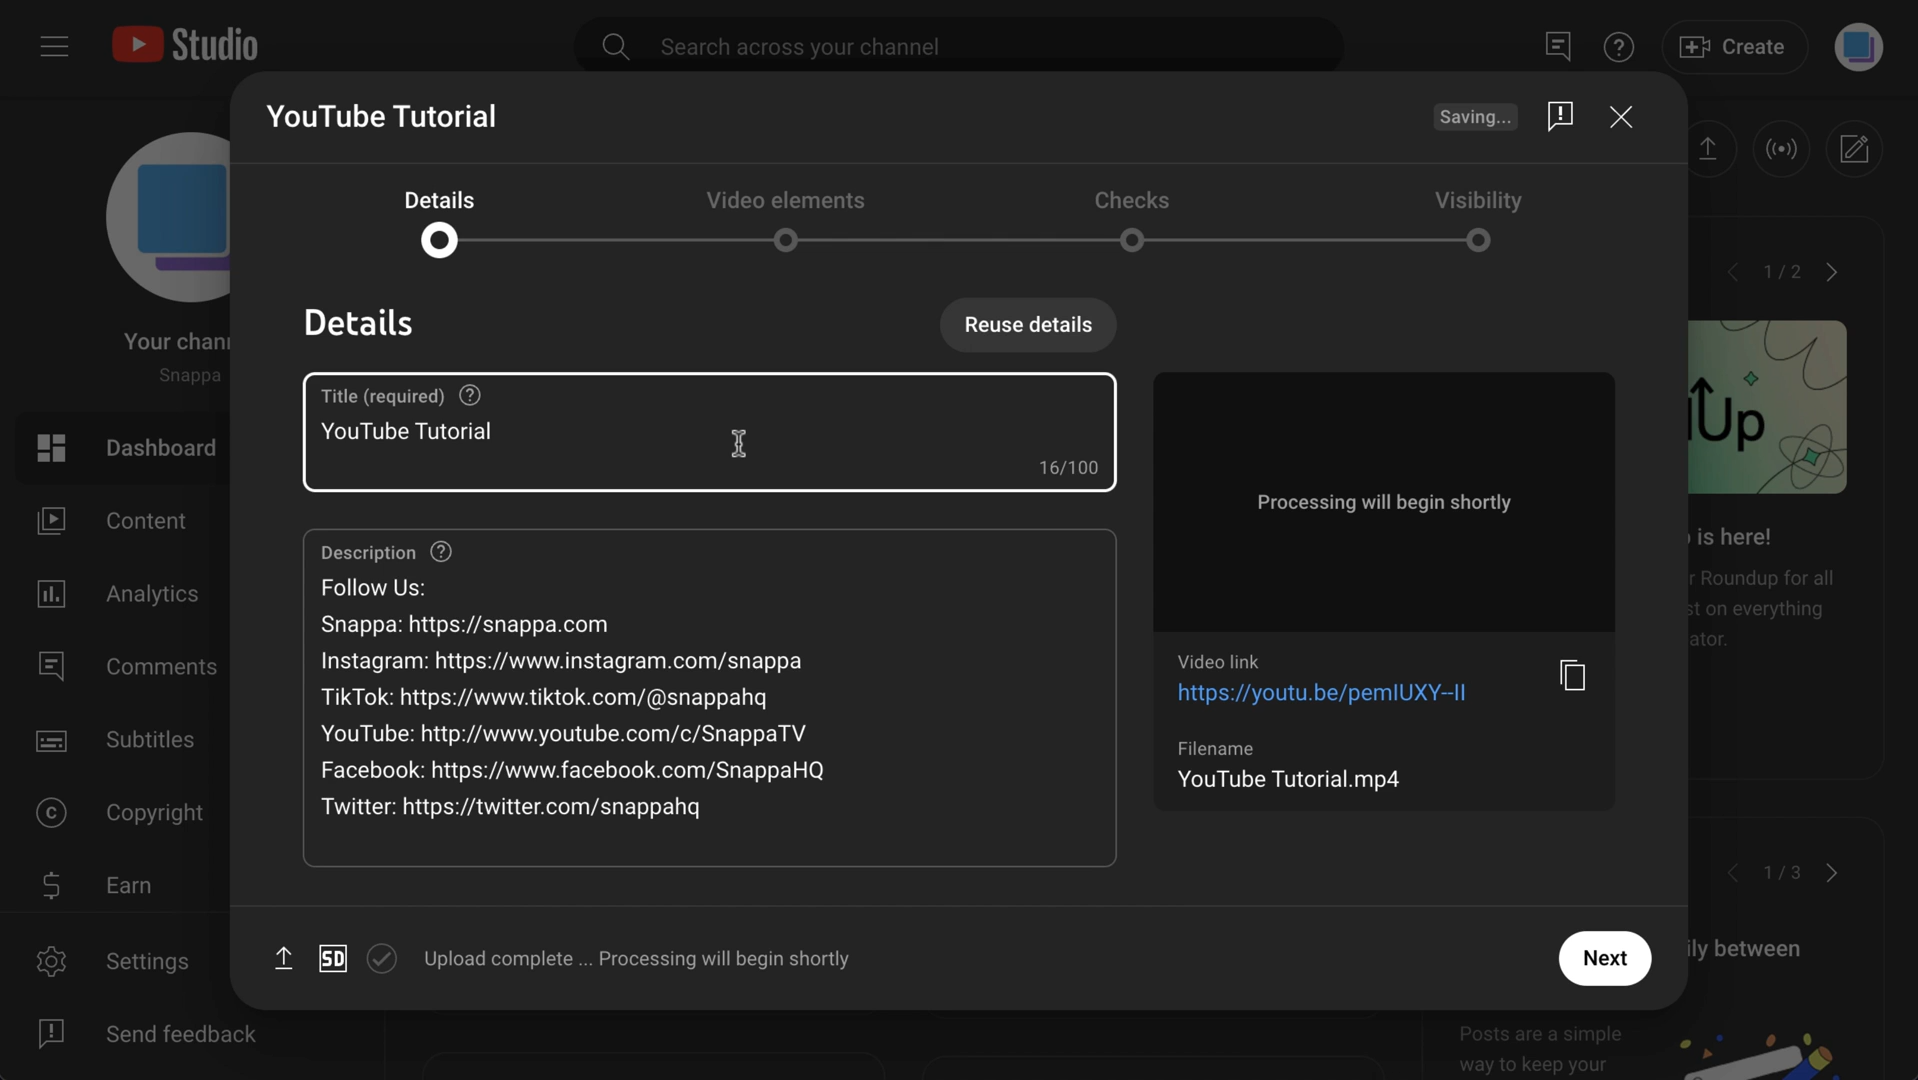 Studio
Search across your channel
Create
YouTube Tutorial
Saving...
Details
Video elements
Checks
Visibility
Details
Reuse details
Title (required)
YouTube Tutorial
16/100
Description
Follow Us:
Snappa: https://snappa.com
Instagram: https://www.instagram.com/snappa
TikTok: https://www.tiktok.com/@snappahq
YouTube: http://www.youtube.com/c/SnappaTV
Facebook: https://www.facebook.com/SnappaHQ
Twitter: https://twitter.com/snappahq
Processing will begin shortly
Video link
https://youtu.be/pemIUXY--II
Filename
YouTube Tutorial.mp4
SD
Upload complete ... Processing will begin shortly
Next
Your chann
Snappa
Dashboard
Content
Analytics
Comments
Subtitles
Copyright
Earn
Settings
Send feedback
1 / 2
Up
is here!
r Roundup for all
st on everything
ator.
1 / 3
ily between
Posts are a simple
way to keep your